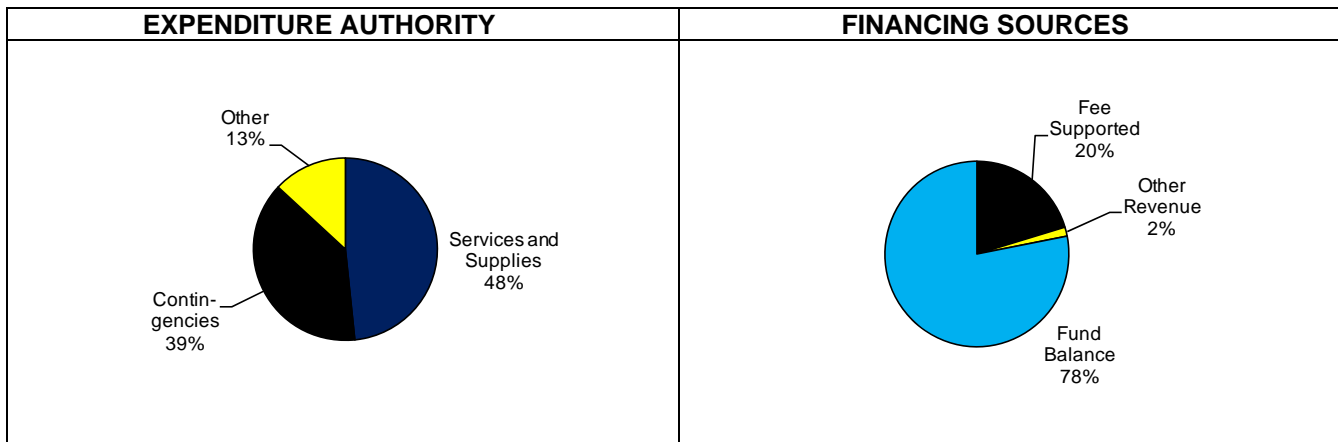 EXPENDITURE AUTHORITY
Other
13%
Services and
Supplies
48%
Contin-
gencies
39%
FINANCING SOURCES
Fee
Supported
20%
Other
Revenue
2%
Fund
Balance
78%